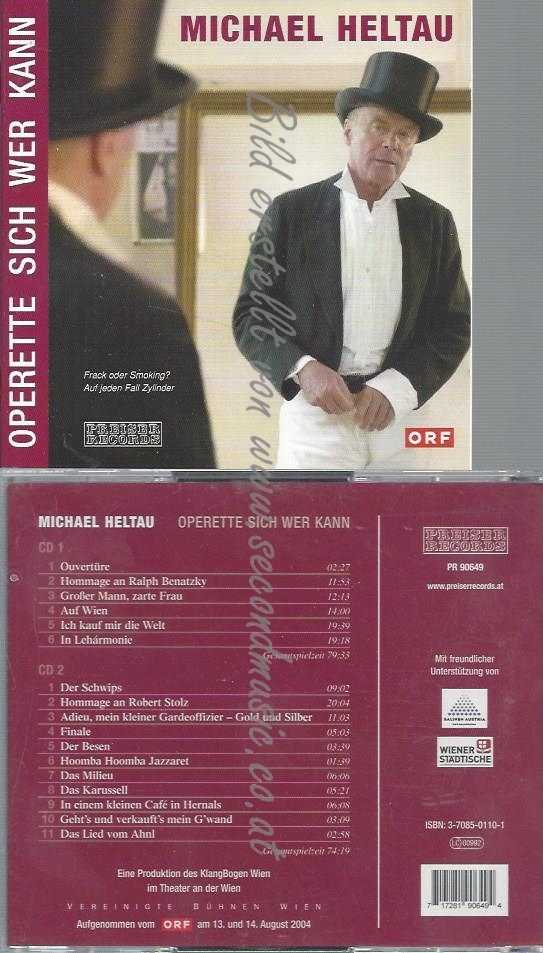 MICHAEL HELTAU
OPERETTE SICH WER KANN
Frack oder Smoking?
Auf jeden Fall Zylinder
PREISER
RECORDS
ORF
Bild erstellt von www.secondmusic.co.at
MICHAEL HELTAU OPERETTE SICH WER KANN
CD 1
1 Ouvertüre 02:27
2 Hommage an Ralph Benatzky 11:53
3 Großer Mann, zarte Frau 12:13
4 Auf Wien 14:00
5 Ich kauf mir die Welt 19:39
6 In Lehármonie 19:18
Gesamtspielzeit 79:33
CD 2
1 Der Schwips 09:02
2 Hommage an Robert Stolz 20:04
3 Adieu, mein kleiner Gardeoffizier – Gold und Silber 11:03
4 Finale 05:03
5 Der Besen 03:39
6 Hoomba Hoomba Jazzaret 01:39
7 Das Milieu 06:06
8 Das Karussell 05:21
9 In einem kleinen Café in Hernals 06:08
10 Geht's und verkauft's mein G'wand 03:09
11 Das Lied vom Ahnl 02:58
Gesamtspielzeit 74:19
Eine Produktion des KlangBogen Wien
im Theater an der Wien
VEREINIGTE BÜHNEN WIEN
Aufgenommen vom ORF am 13. und 14. August 2004
PREISER
RECORDS
PR 90649
www.preiserrecords.at
Mit freundlicher
Unterstützung von
SALINEN AUSTRIA
WIENER
STÄDTISCHE
ISBN: 3-7085-0110-1
LC 00992
7 17281 90649 4